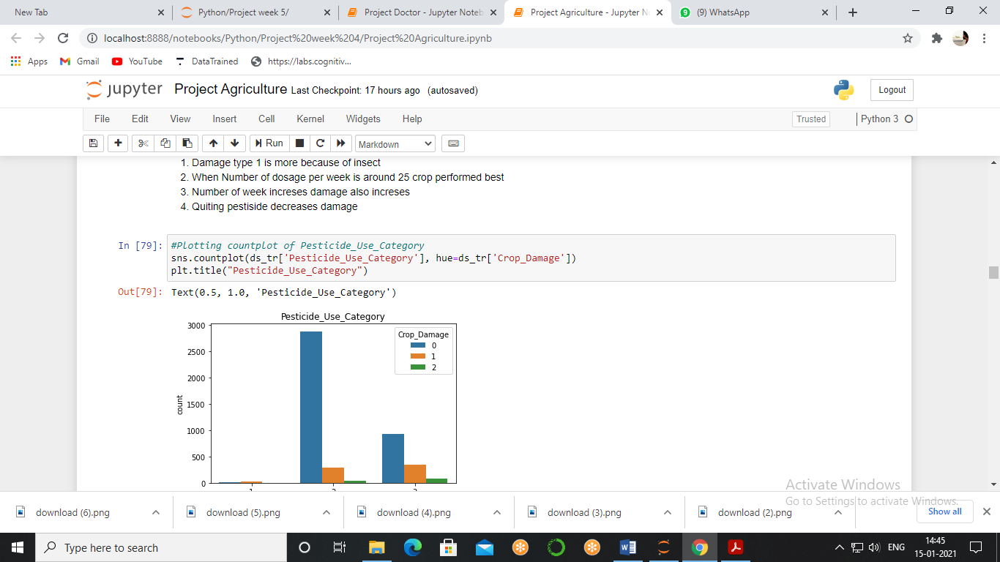 New Tab
Python/Project week 5/
Project Doctor - Jupyter Noteb
Project Agriculture - Jupyter N
9 (9) WhatsApp
localhost:8888/notebooks/Python/Project%20week%204/Project%20Agriculture.ipynb
Apps Gmail YouTube DataTrained https://labs.cognitiv...
jupyter Project Agriculture Last Checkpoint: 17 hours ago (autosaved)
Logout
File Edit View Insert Cell Kernel Widgets Help
Trusted Python 3
Run Markdown
1. Damage type 1 is more because of insect
2. When Number of dosage per week is around 25 crop performed best
3. Number of week increses damage also increses
4. Quiting pestiside decreases damage
In [79]: #Plotting countplot of Pesticide_Use_Category
sns.countplot(ds_tr['Pesticide_Use_Category'], hue=ds_tr['Crop_Damage'])
plt.title("Pesticide_Use_Category")
Out[79]: Text(0.5, 1.0, 'Pesticide_Use_Category')
Pesticide_Use_Category
3000
2500
2000
1500
1000
500
0
count
Crop_Damage
0
1
2
Activate Windows
Go to Settings to activate Windows.
download (6).png
download (5).png
download (4).png
download (3).png
download (2).png
Show all
Type here to search
ENG
14:45
15-01-2021